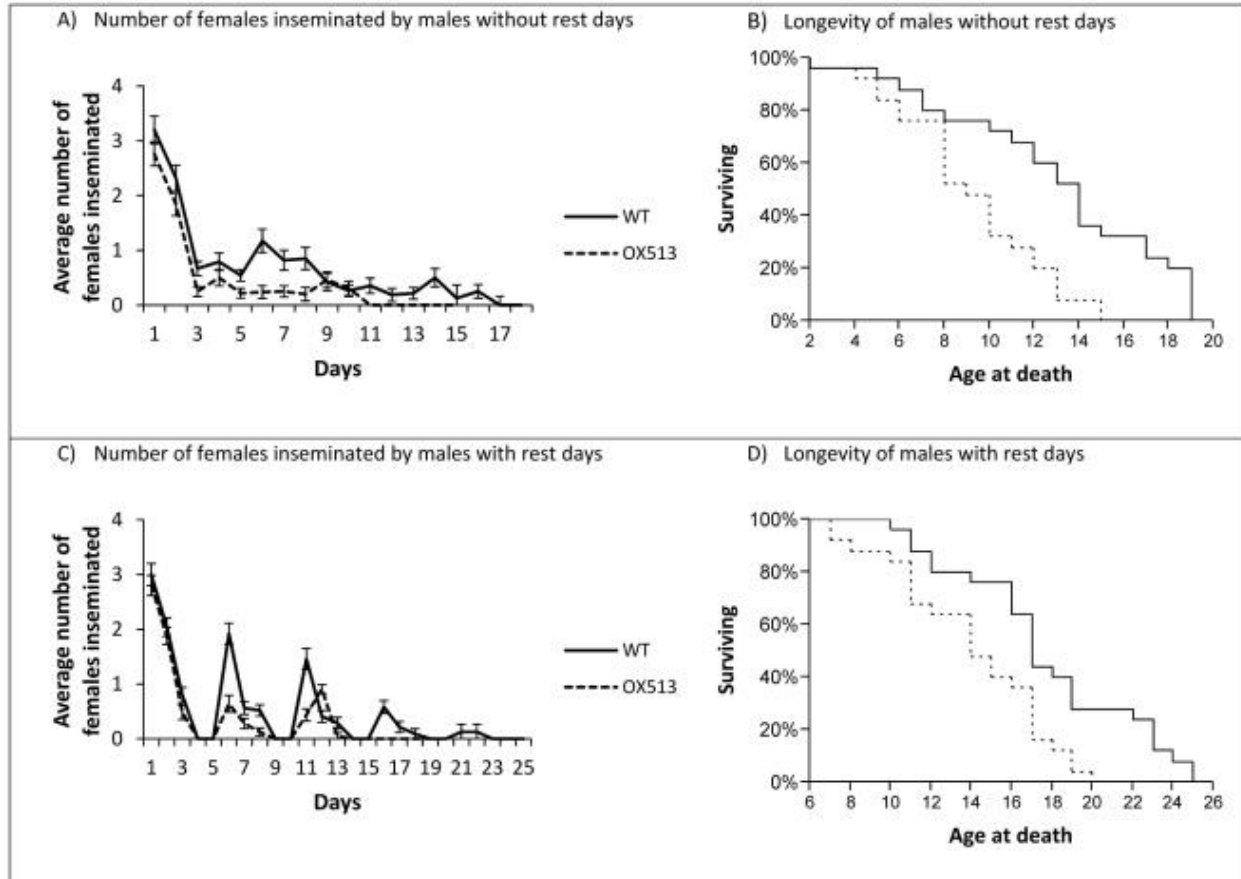 A) Number of females inseminated by males without rest days
Average number of
females inseminated
4
3
2
1
0
1 3 5 7 9 11 13 15 17
Days
WT
OX513
B) Longevity of males without rest days
Surviving
100%
80%
60%
40%
20%
0%
2 4 6 8 10 12 14 16 18 20
Age at death
C) Number of females inseminated by males with rest days
Average number of
females inseminated
4
3
2
1
0
1 3 5 7 9 11 13 15 17 19 21 23 25
Days
WT
OX513
D) Longevity of males with rest days
Surviving
100%
80%
60%
40%
20%
0%
6 8 10 12 14 16 18 20 22 24 26
Age at death